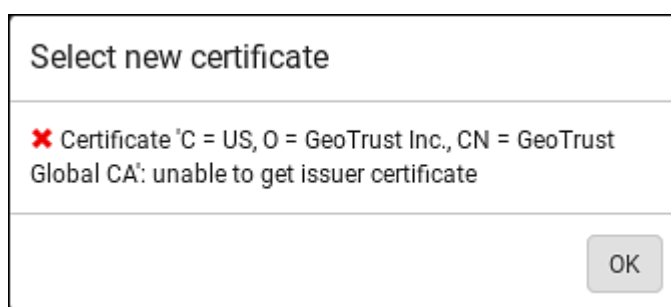 Select new certificate
✖ Certificate 'C = US, O = GeoTrust Inc., CN = GeoTrust
Global CA': unable to get issuer certificate
OK